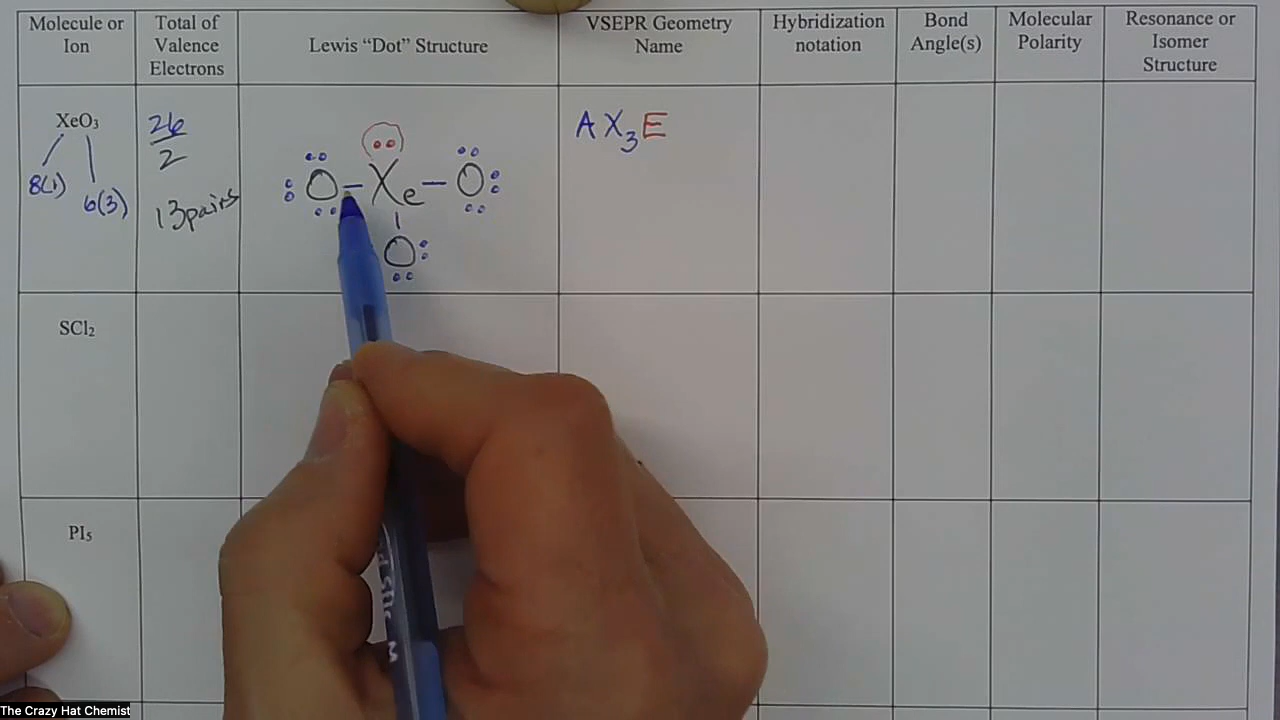 Molecule or Ion
Total of Valence Electrons
Lewis “Dot” Structure
VSEPR Geometry Name
Hybridization notation
Bond Angle(s)
Molecular Polarity
Resonance or Isomer Structure
XeO₃
8(1)
6(3)
26
2
13 pairs
O – Xe – O
O
AX₃E
SCl₂
PI₅
M
The Crazy Hat Chemist